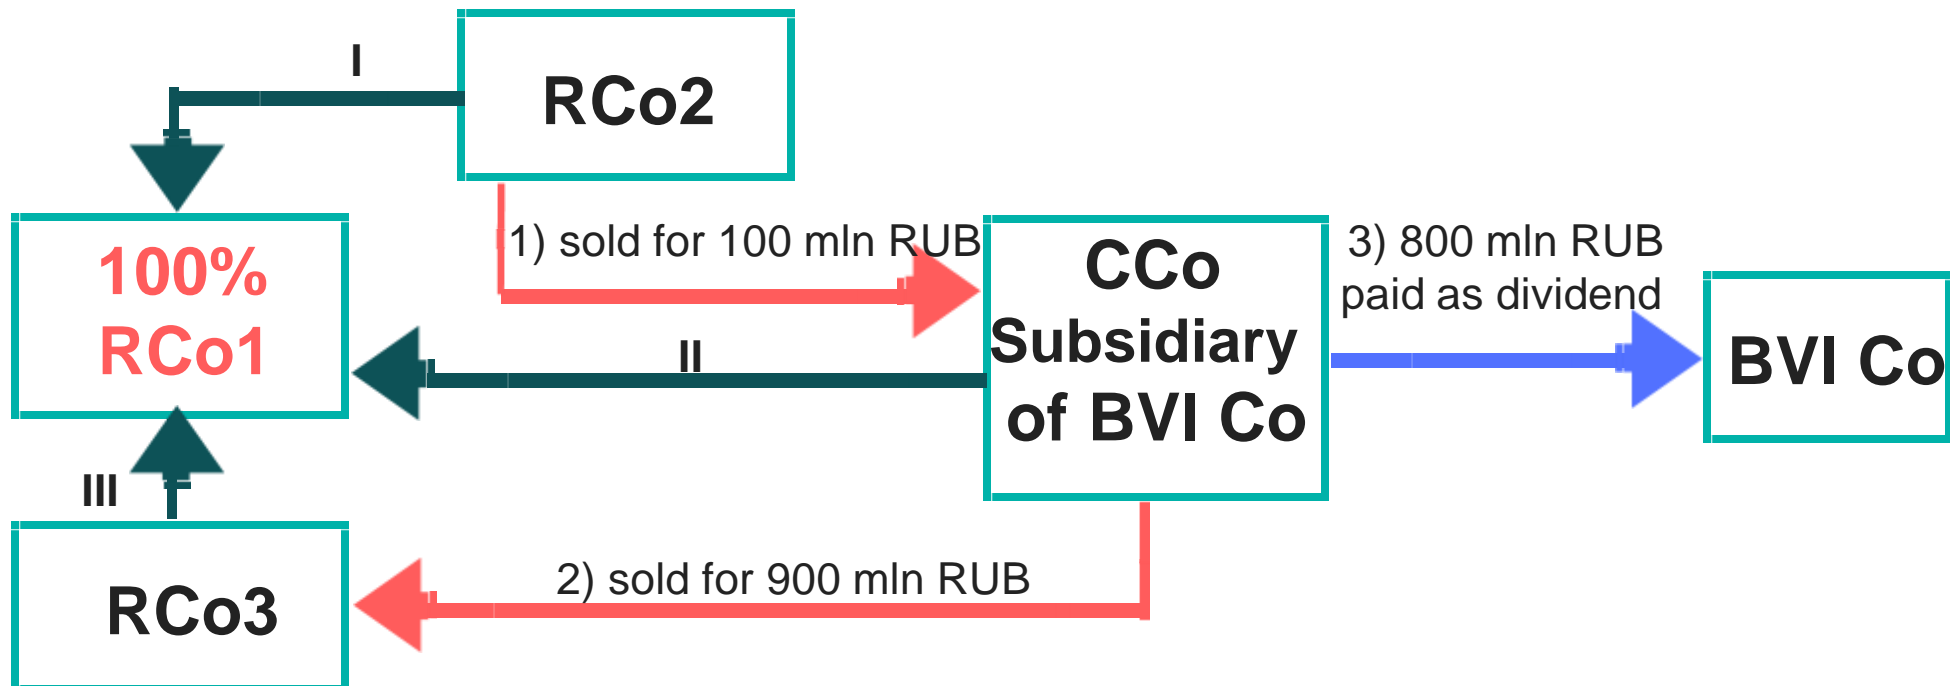 I
RCo2
1) sold for 100 mln RUB
100%
RCo1
CCo
Subsidiary
of BVI Co
3) 800 mln RUB
paid as dividend
BVI Co
II
III
RCo3
2) sold for 900 mln RUB